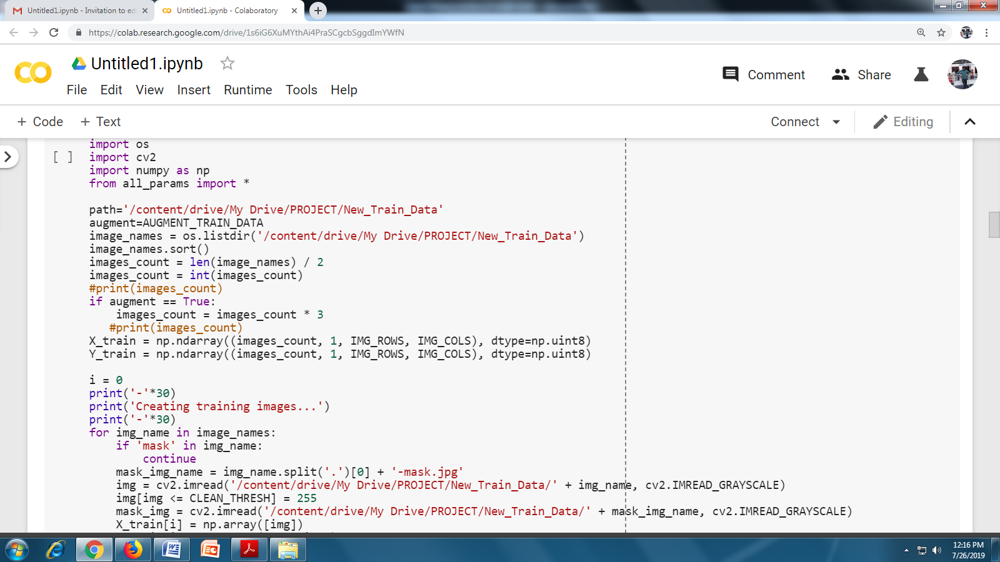 Untitled1.ipynb - Invitation to ed
Untitled1.ipynb - Colaboratory
https://colab.research.google.com/drive/1s6iG6XuMYthAi4PraSCgcbSggdImYWfN
Untitled1.ipynb
Comment
Share
File Edit View Insert Runtime Tools Help
+ Code + Text
Connect
Editing
import os
[ ] import cv2
import numpy as np
from all_params import *
path='/content/drive/My Drive/PROJECT/New_Train_Data'
augment=AUGMENT_TRAIN_DATA
image_names = os.listdir('/content/drive/My Drive/PROJECT/New_Train_Data')
image_names.sort()
images_count = len(image_names) / 2
images_count = int(images_count)
#print(images_count)
if augment == True:
    images_count = images_count * 3
   #print(images_count)
X_train = np.ndarray((images_count, 1, IMG_ROWS, IMG_COLS), dtype=np.uint8)
Y_train = np.ndarray((images_count, 1, IMG_ROWS, IMG_COLS), dtype=np.uint8)
i = 0
print('-'*30)
print('Creating training images...')
print('-'*30)
for img_name in image_names:
    if 'mask' in img_name:
        continue
    mask_img_name = img_name.split('.')[0] + '-mask.jpg'
    img = cv2.imread('/content/drive/My Drive/PROJECT/New_Train_Data/' + img_name, cv2.IMREAD_GRAYSCALE)
    img[img <= CLEAN_THRESH] = 255
    mask_img = cv2.imread('/content/drive/My Drive/PROJECT/New_Train_Data/' + mask_img_name, cv2.IMREAD_GRAYSCALE)
    X_train[i] = np.array([img])
12:16 PM
7/26/2019